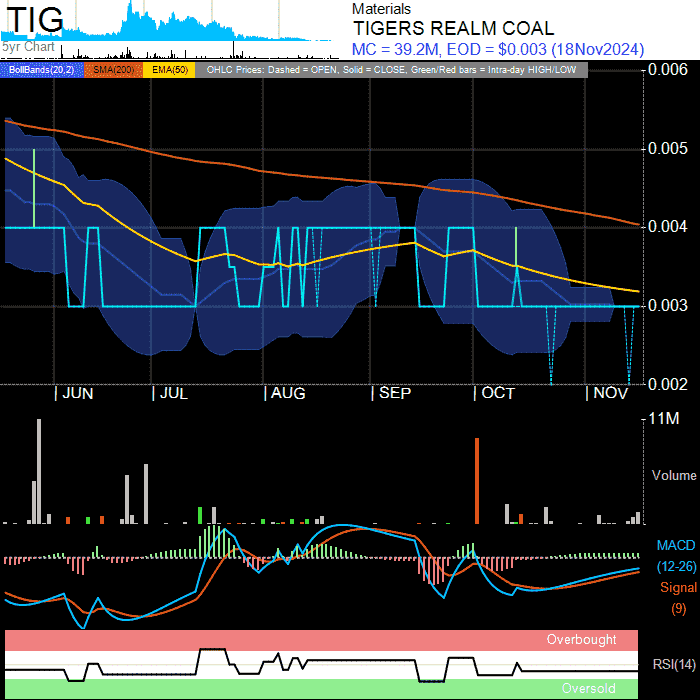 TIG
5yr Chart
Materials
TIGERS REALM COAL
MC = 39.2M, EOD = $0.003 (18Nov2024)
BollBands(20,2) SMA(200) EMA(50) OHLC Prices: Dashed = OPEN, Solid = CLOSE, Green/Red bars = Intra-day HIGH/LOW
0.006
0.005
0.004
0.003
0.002
JUN JUL AUG SEP OCT NOV
11M
Volume
MACD
(12-26)
Signal
(9)
Overbought
RSI(14)
Oversold